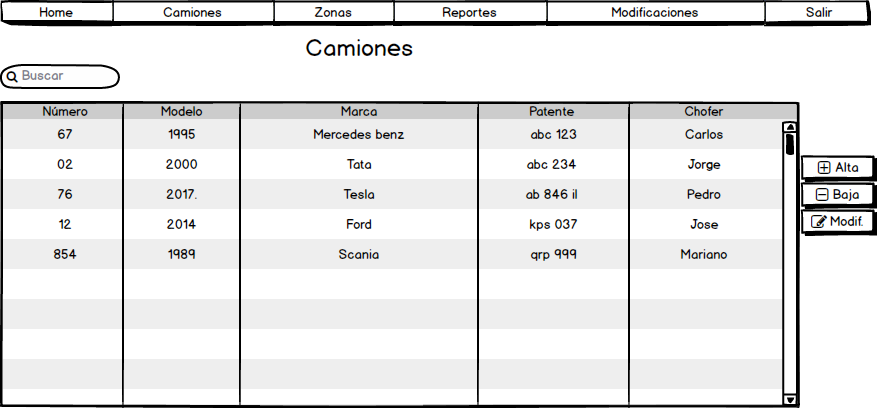 Home Camiones Zonas Reportes Modificaciones Salir
Camiones
Buscar
Número Modelo Marca Patente Chofer
67 1995 Mercedes benz abc 123 Carlos
02 2000 Tata abc 234 Jorge
76 2017. Tesla ab 846 il Pedro
12 2014 Ford kps 037 Jose
854 1989 Scania qrp 999 Mariano
Alta
Baja
Modif.